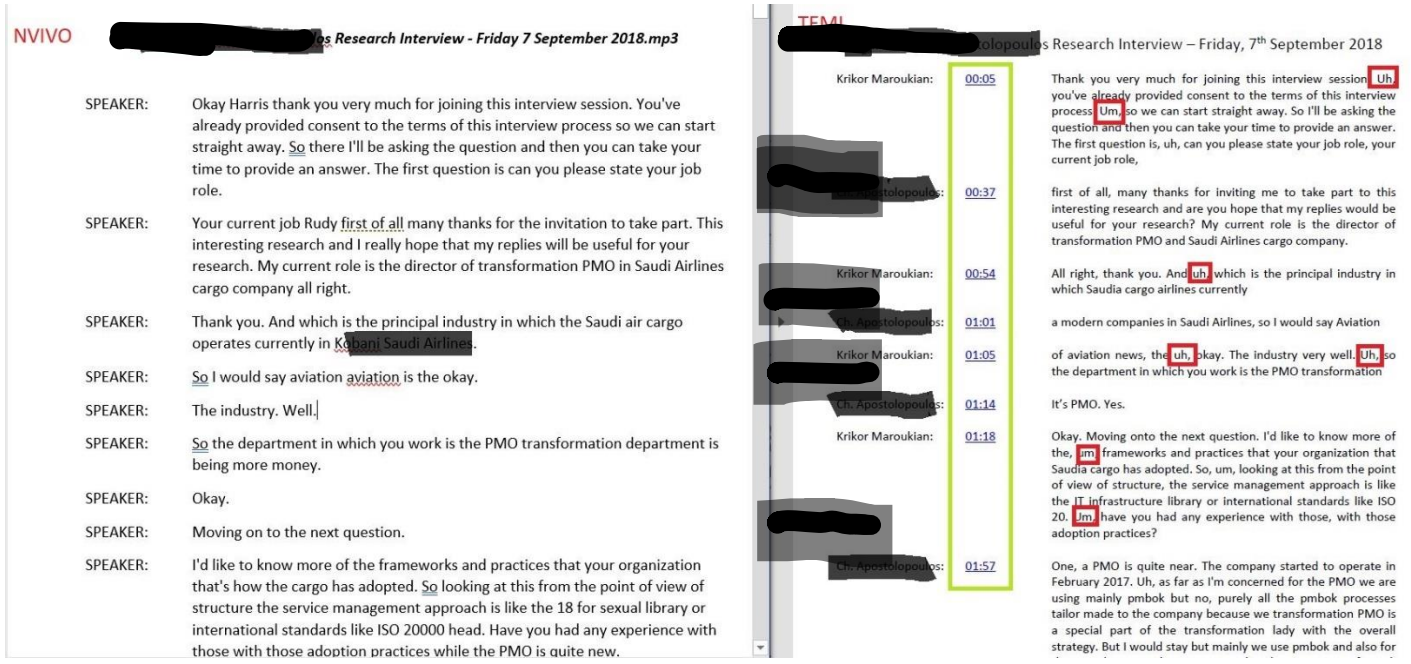 NVIVO
Research Interview - Friday 7 September 2018.mp3
SPEAKER: Okay Harris thank you very much for joining this interview session. You've
already provided consent to the terms of this interview process so we can start
straight away. So there I'll be asking the question and then you can take your
time to provide an answer. The first question is can you please state your job
role.
SPEAKER: Your current job Rudy first of all many thanks for the invitation to take part. This
interesting research and I really hope that my replies will be useful for your
research. My current role is the director of transformation PMO in Saudi Airlines
cargo company all right.
SPEAKER: Thank you. And which is the principal industry in which the Saudi air cargo
operates currently in
SPEAKER: So I would say aviation aviation is the okay.
SPEAKER: The industry. Well.
SPEAKER: So the department in which you work is the PMO transformation department is
being more money.
SPEAKER: Okay.
SPEAKER: Moving on to the next question.
SPEAKER: I'd like to know more of the frameworks and practices that your organization
that's how the cargo has adopted. So looking at this from the point of view of
structure the service management approach is like the 18 for sexual library or
international standards like ISO 20000 head. Have you had any experience with
those with those adoption practices while the PMO is quite new.
TEMI
Research Interview – Friday, 7th September 2018
Krikor Maroukian: 00:05 Thank you very much for joining this interview session. Uh,
you've already provided consent to the terms of this interview
process. Um, so we can start straight away. So I'll be asking the
question and then you can take your time to provide an answer.
The first question is, uh, can you please state your job role, your
current job role,
00:37 first of all, many thanks for inviting me to take part to this
interesting research and are you hope that my replies would be
useful for your research? My current role is the director of
transformation PMO and Saudi Airlines cargo company.
Krikor Maroukian: 00:54 All right, thank you. And uh, which is the principal industry in
which Saudia cargo airlines currently
01:01 a modern companies in Saudi Airlines, so I would say Aviation
Krikor Maroukian: 01:05 of aviation news, the uh, okay. The industry very well. Uh, so
the department in which you work is the PMO transformation
01:14 It's PMO. Yes.
Krikor Maroukian: 01:18 Okay. Moving onto the next question. I'd like to know more of
the, um, frameworks and practices that your organization that
Saudia cargo has adopted. So, um, looking at this from the point
of view of structure, the service management approach is like
the IT infrastructure library or international standards like ISO
20. Um, have you had any experience with those, with those
adoption practices?
01:57 One, a PMO is quite near. The company started to operate in
February 2017. Uh, as far as I'm concerned for the PMO we are
using mainly pmbok but no, purely all the pmbok processes
tailor made to the company because we transformation PMO is
a special part of the transformation lady with the overall
strategy. But I would stay but mainly we use pmbok and also for